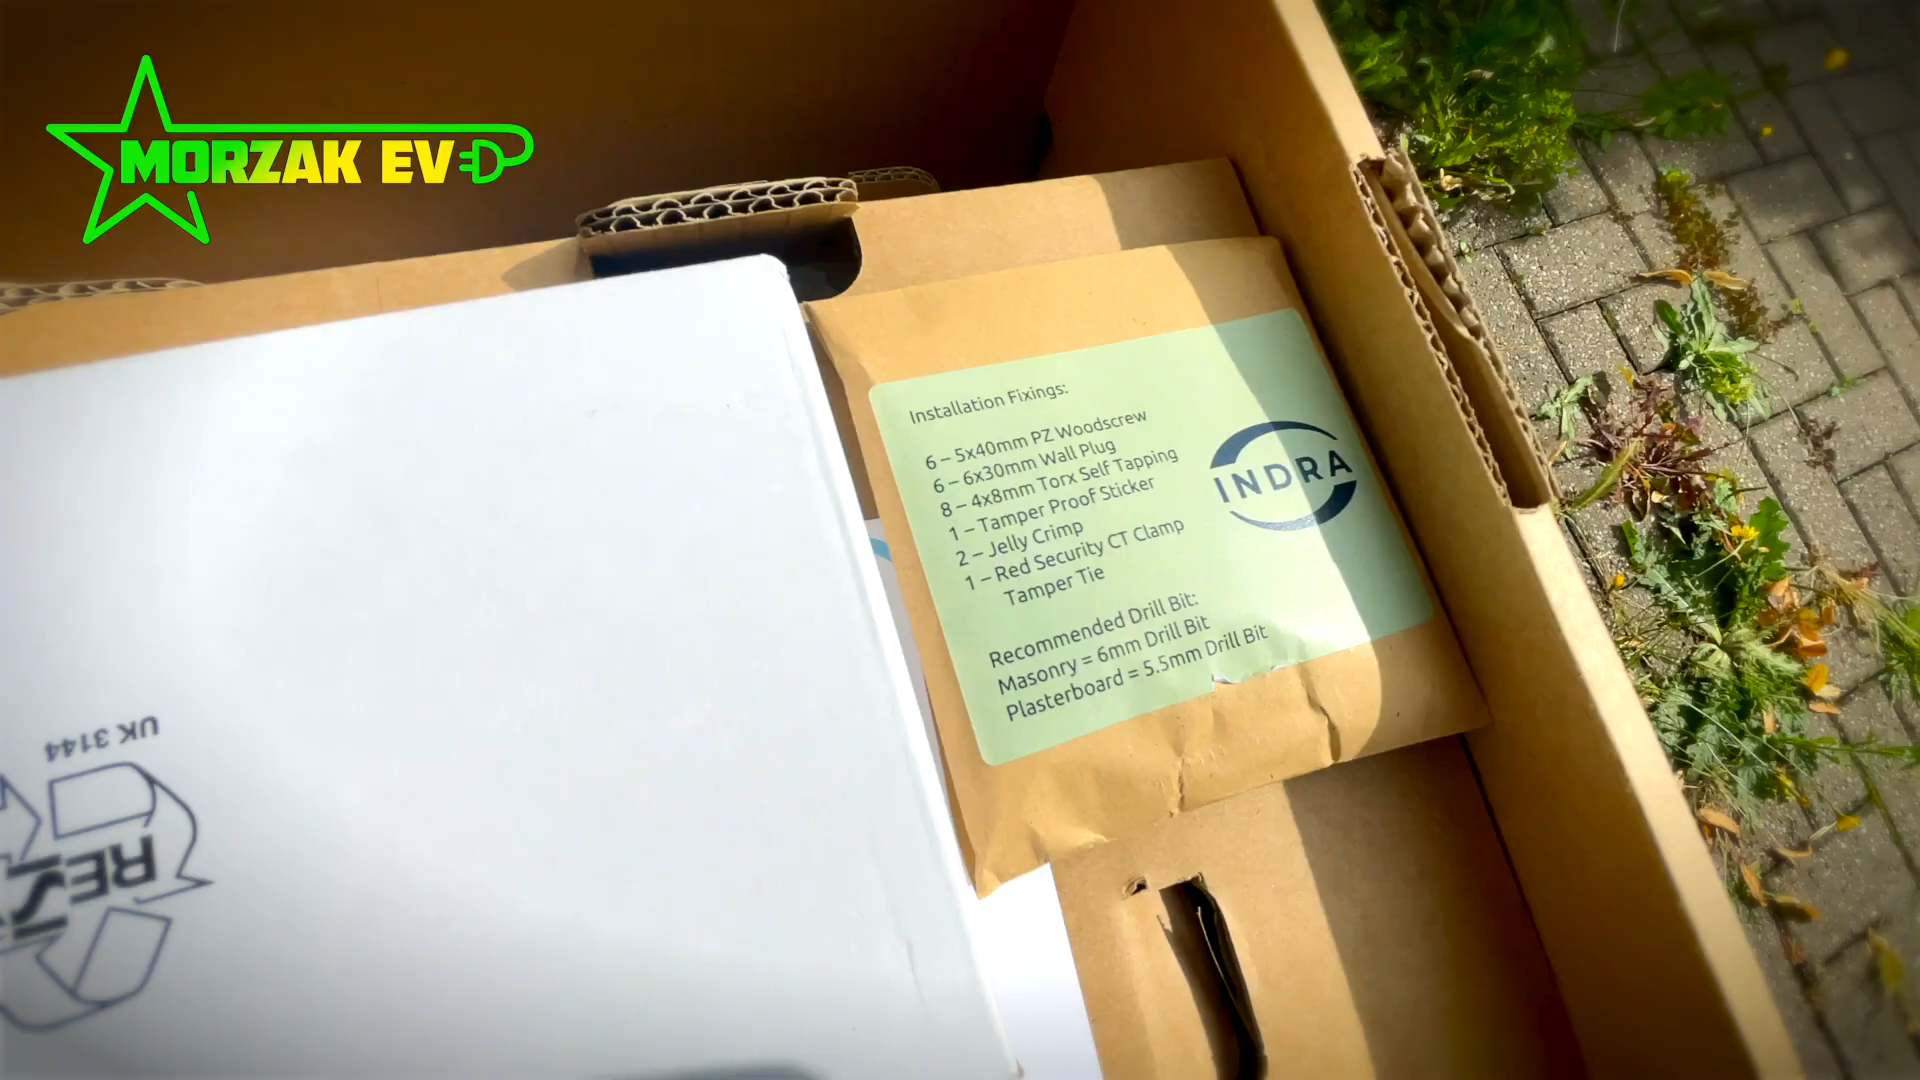 MORZAK EV
Installation Fixings:
6 – 5x40mm PZ Woodscrew
6 – 6x30mm Wall Plug
8 – 4x8mm Torx Self Tapping
1 – Tamper Proof Sticker
2 – Jelly Crimp
1 – Red Security CT Clamp
Tamper Tie
INDRA
Recommended Drill Bit:
Masonry = 6mm Drill Bit
Plasterboard = 5.5mm Drill Bit
UK 3144
RESY